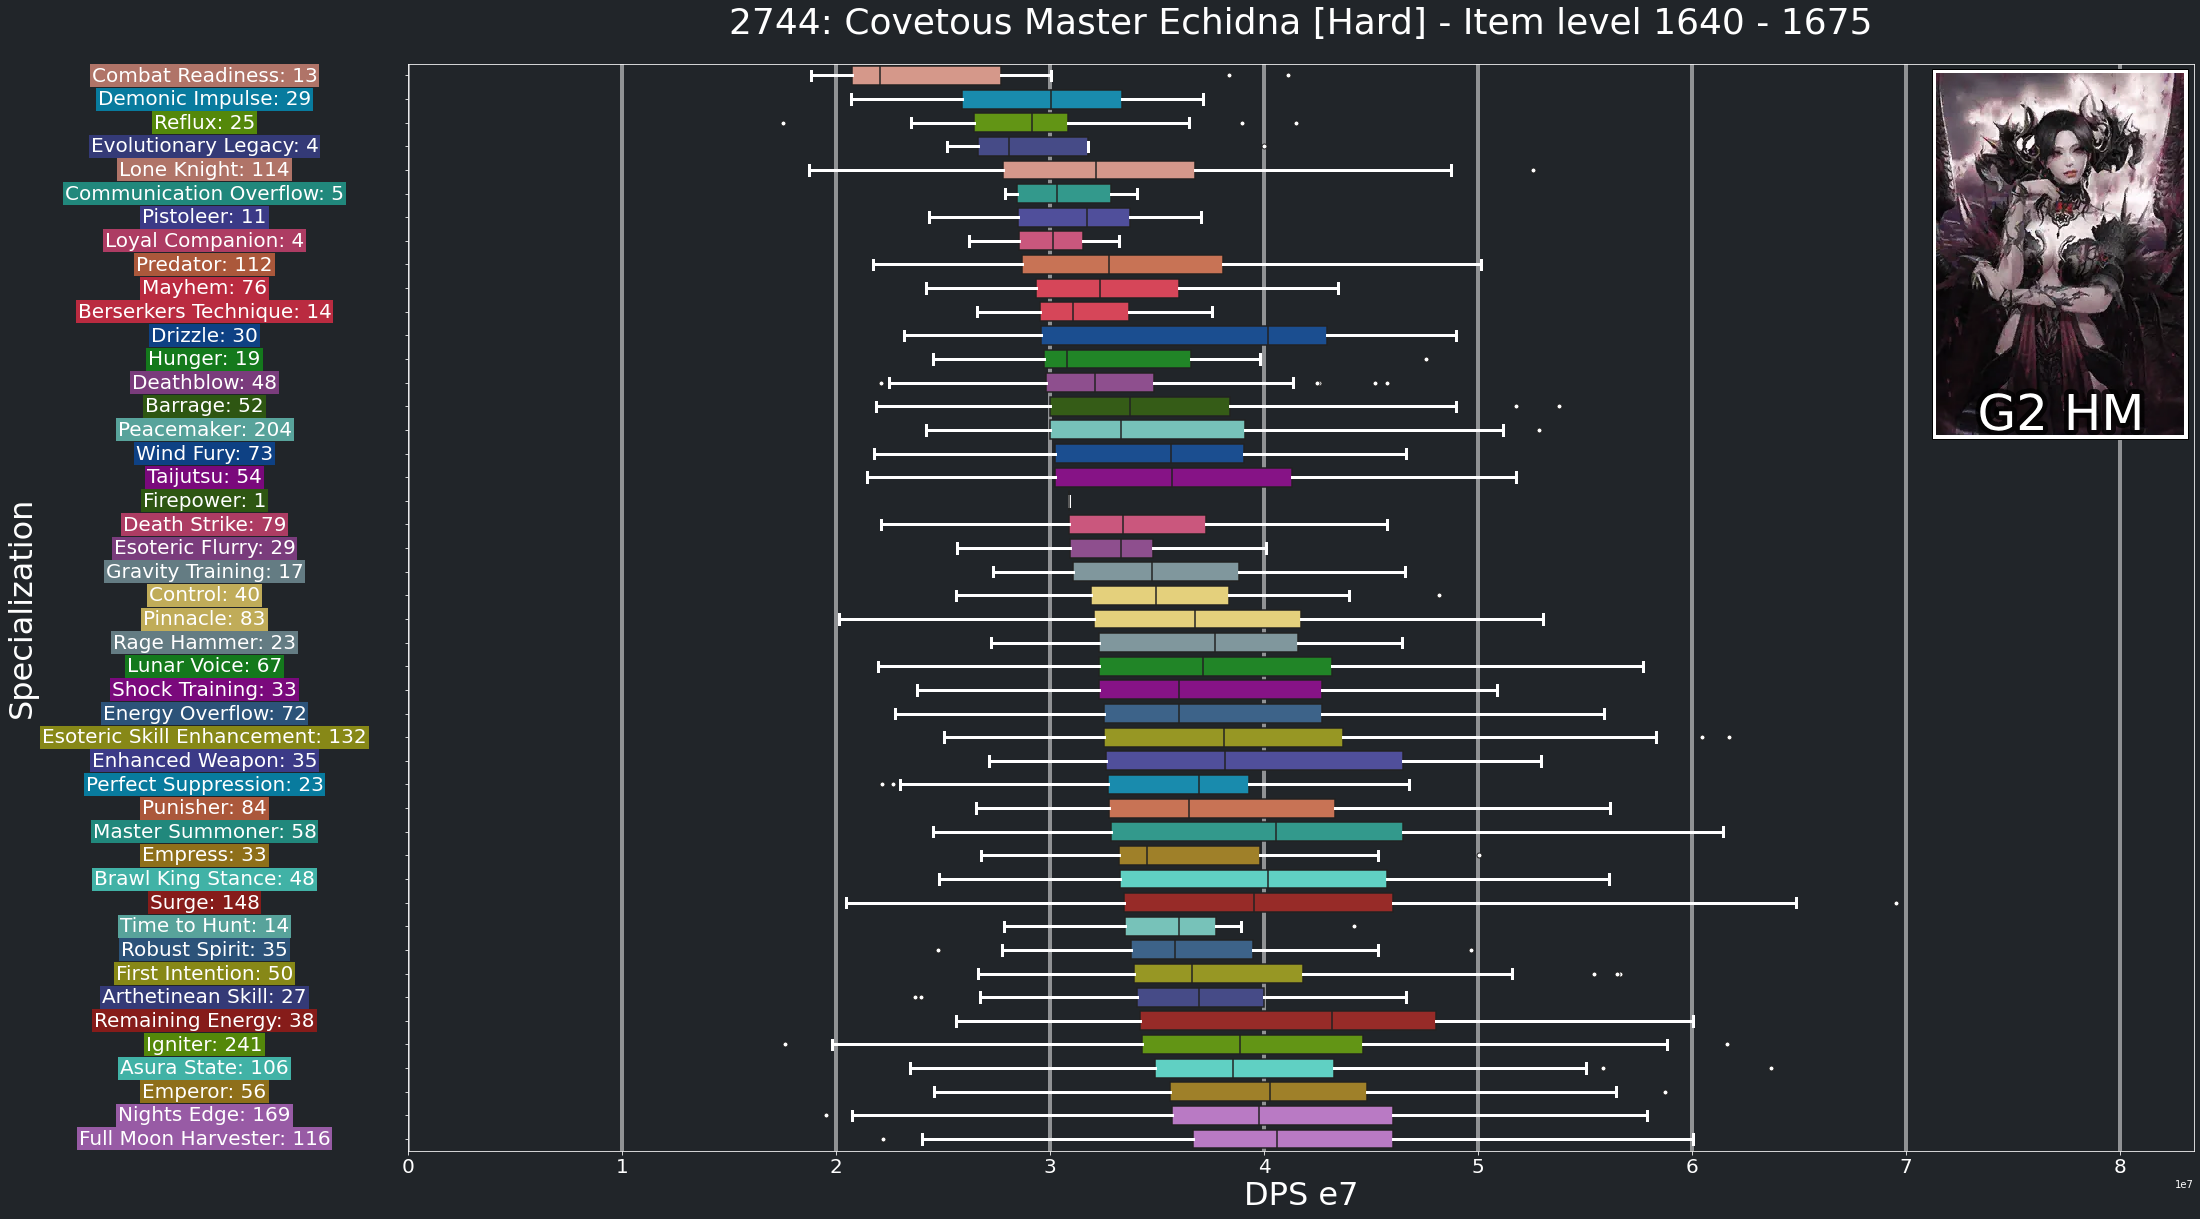 2744: Covetous Master Echidna [Hard] - Item level 1640 - 1675
Combat Readiness: 13
Demonic Impulse: 29
Reflux: 25
Evolutionary Legacy: 4
Lone Knight: 114
Communication Overflow: 5
Pistoleer: 11
Loyal Companion: 4
Predator: 112
Mayhem: 76
Berserkers Technique: 14
Drizzle: 30
Hunger: 19
Deathblow: 48
Barrage: 52
Peacemaker: 204
Wind Fury: 73
Taijutsu: 54
Firepower: 1
Death Strike: 79
Esoteric Flurry: 29
Gravity Training: 17
Control: 40
Pinnacle: 83
Rage Hammer: 23
Lunar Voice: 67
Shock Training: 33
Energy Overflow: 72
Esoteric Skill Enhancement: 132
Enhanced Weapon: 35
Perfect Suppression: 23
Punisher: 84
Master Summoner: 58
Empress: 33
Brawl King Stance: 48
Surge: 148
Time to Hunt: 14
Robust Spirit: 35
First Intention: 50
Arthetinean Skill: 27
Remaining Energy: 38
Igniter: 241
Asura State: 106
Emperor: 56
Nights Edge: 169
Full Moon Harvester: 116
Specialization
G2 HM
0 1 2 3 4 5 6 7 8
DPS e7
1e7